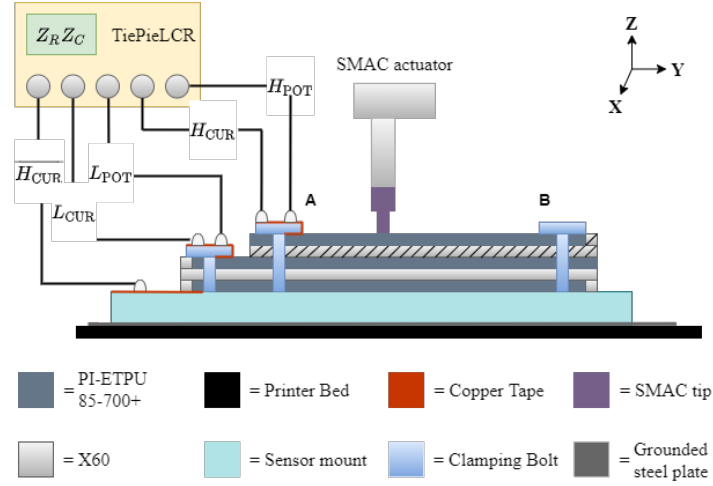 Z_R Z_C
TiePieLCR
H_POT
SMAC actuator
Z
Y
X
H_CUR
H_CUR
L_POT
L_CUR
A
B
= PI-ETPU
85-700+
= Printer Bed
= Copper Tape
= SMAC tip
= X60
= Sensor mount
= Clamping Bolt
= Grounded
steel plate